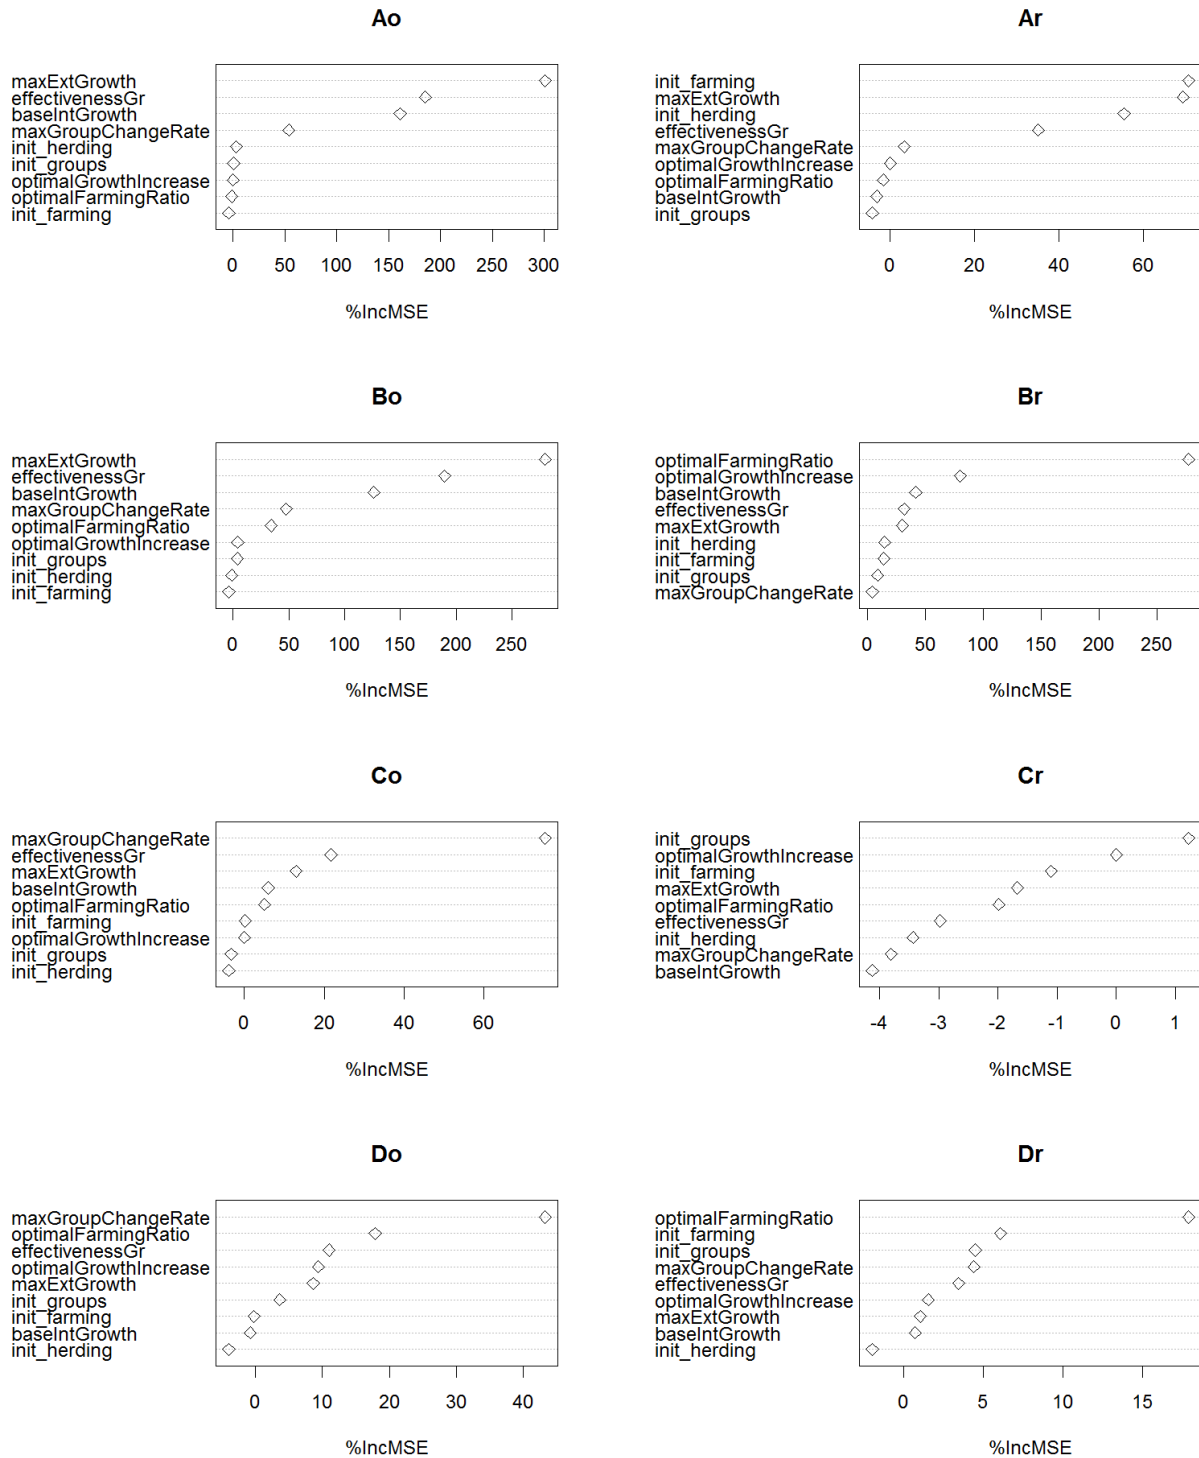 Ao
maxExtGrowth
effectivenessGr
baseIntGrowth
maxGroupChangeRate
init_herding
init_groups
optimalGrowthIncrease
optimalFarmingRatio
init_farming
0 50 100 150 200 250 300
%IncMSE
Ar
init_farming
maxExtGrowth
init_herding
effectivenessGr
maxGroupChangeRate
optimalGrowthIncrease
optimalFarmingRatio
baseIntGrowth
init_groups
0 20 40 60
%IncMSE
Bo
maxExtGrowth
effectivenessGr
baseIntGrowth
maxGroupChangeRate
optimalFarmingRatio
optimalGrowthIncrease
init_groups
init_herding
init_farming
0 50 100 150 200 250
%IncMSE
Br
optimalFarmingRatio
optimalGrowthIncrease
baseIntGrowth
effectivenessGr
maxExtGrowth
init_herding
init_farming
init_groups
maxGroupChangeRate
0 50 100 150 200 250
%IncMSE
Co
maxGroupChangeRate
effectivenessGr
maxExtGrowth
baseIntGrowth
optimalFarmingRatio
init_farming
optimalGrowthIncrease
init_groups
init_herding
0 20 40 60
%IncMSE
Cr
init_groups
optimalGrowthIncrease
init_farming
maxExtGrowth
optimalFarmingRatio
effectivenessGr
init_herding
maxGroupChangeRate
baseIntGrowth
-4 -3 -2 -1 0 1
%IncMSE
Do
maxGroupChangeRate
optimalFarmingRatio
effectivenessGr
optimalGrowthIncrease
maxExtGrowth
init_groups
init_farming
baseIntGrowth
init_herding
0 10 20 30 40
%IncMSE
Dr
optimalFarmingRatio
init_farming
init_groups
maxGroupChangeRate
effectivenessGr
optimalGrowthIncrease
maxExtGrowth
baseIntGrowth
init_herding
0 5 10 15
%IncMSE